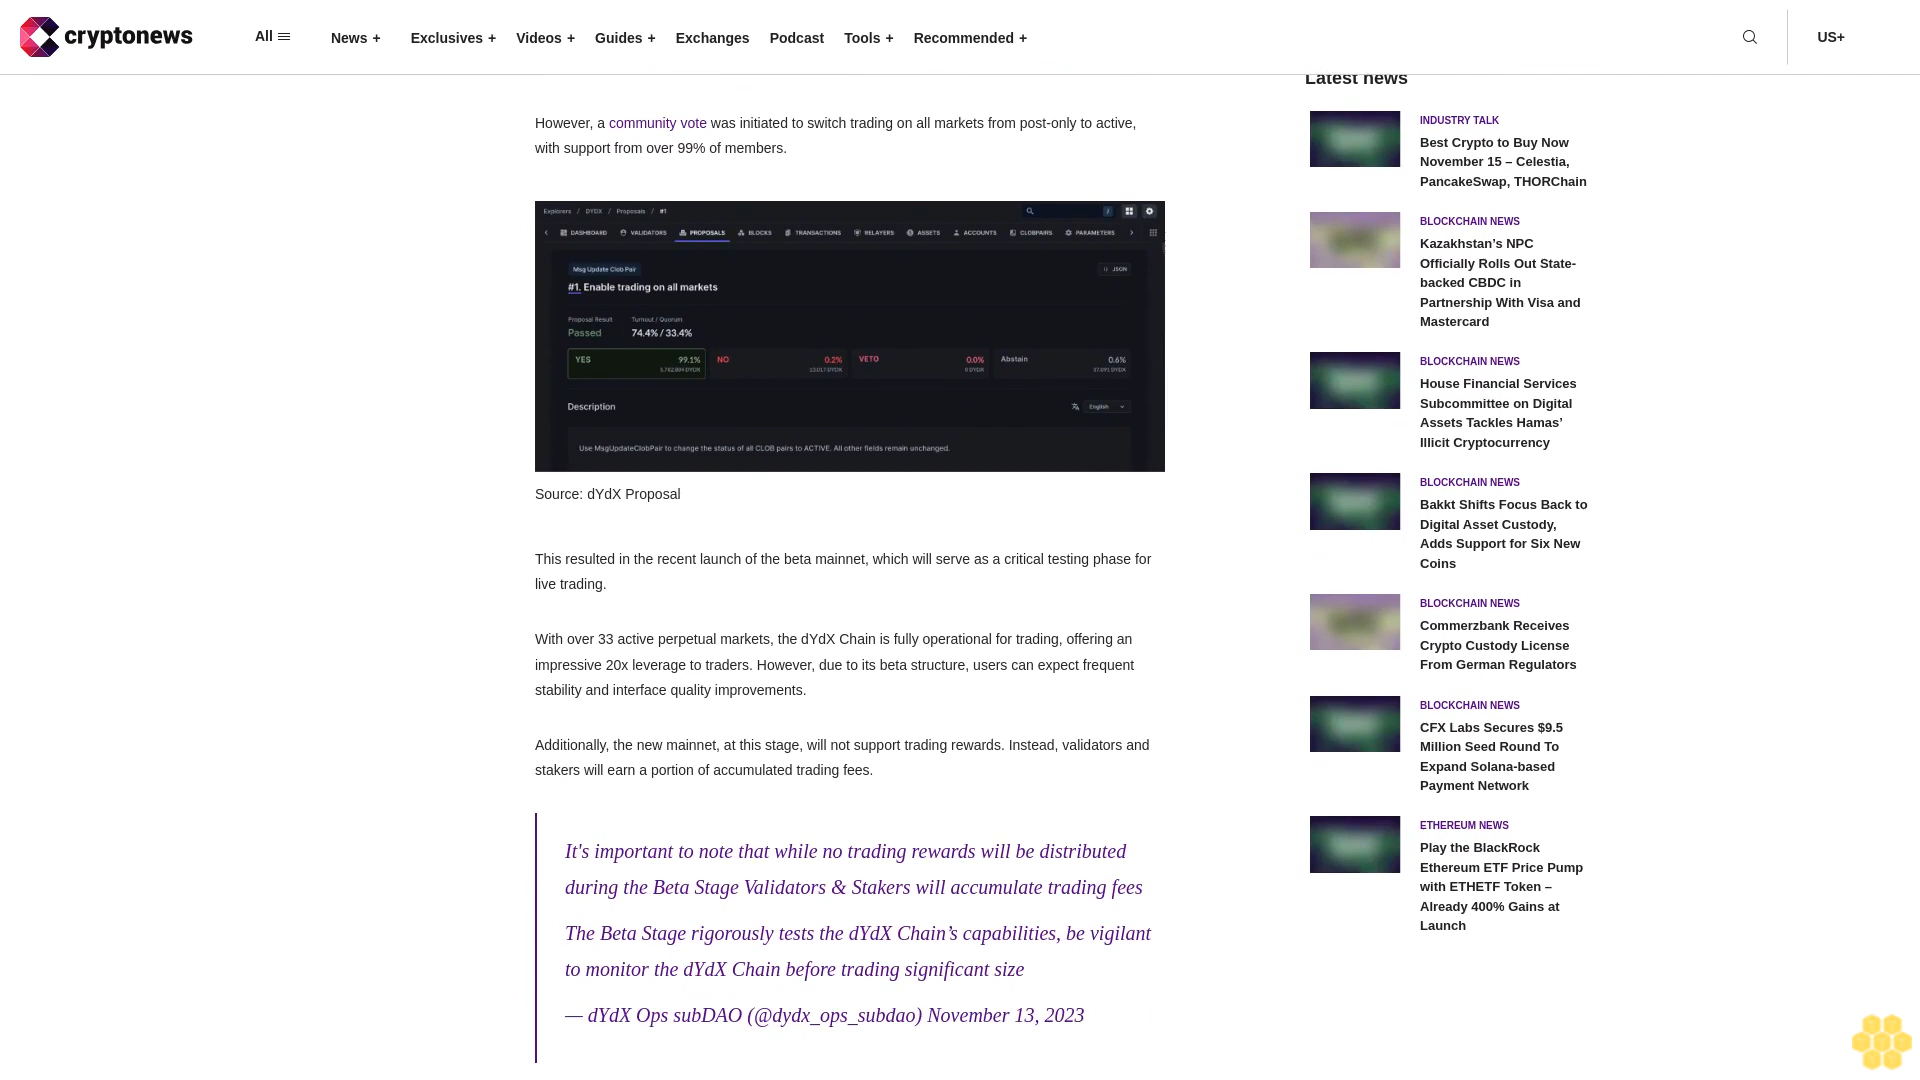 cryptonews
All
News +
Exclusives +
Videos +
Guides +
Exchanges
Podcast
Tools +
Recommended +
US+
However, a community vote was initiated to switch trading on all markets from post-only to active,
with support from over 99% of members.
Explorers / DYDX / Proposals / #1
DASHBOARD
VALIDATORS
PROPOSALS
BLOCKS
TRANSACTIONS
RELAYERS
ASSETS
ACCOUNTS
CLOBPAIRS
PARAMETERS
Msg Update Clob Pair
JSON
#1. Enable trading on all markets
Proposal Result
Turnout / Quorum
Passed
74.4% / 33.4%
YES 99.1%
NO 0.2%
VETO 0.0%
Abstain 0.6%
0 DYDX
Description
English
Use MsgUpdateClobPair to change the status of all CLOB pairs to ACTIVE. All other fields remain unchanged.
Source: dYdX Proposal
This resulted in the recent launch of the beta mainnet, which will serve as a critical testing phase for
live trading.
With over 33 active perpetual markets, the dYdX Chain is fully operational for trading, offering an
impressive 20x leverage to traders. However, due to its beta structure, users can expect frequent
stability and interface quality improvements.
Additionally, the new mainnet, at this stage, will not support trading rewards. Instead, validators and
stakers will earn a portion of accumulated trading fees.
It's important to note that while no trading rewards will be distributed
during the Beta Stage Validators & Stakers will accumulate trading fees
The Beta Stage rigorously tests the dYdX Chain’s capabilities, be vigilant
to monitor the dYdX Chain before trading significant size
— dYdX Ops subDAO (@dydx_ops_subdao) November 13, 2023
Latest news
INDUSTRY TALK
Best Crypto to Buy Now
November 15 – Celestia,
PancakeSwap, THORChain
BLOCKCHAIN NEWS
Kazakhstan’s NPC
Officially Rolls Out State-
backed CBDC in
Partnership With Visa and
Mastercard
BLOCKCHAIN NEWS
House Financial Services
Subcommittee on Digital
Assets Tackles Hamas’
Illicit Cryptocurrency
BLOCKCHAIN NEWS
Bakkt Shifts Focus Back to
Digital Asset Custody,
Adds Support for Six New
Coins
BLOCKCHAIN NEWS
Commerzbank Receives
Crypto Custody License
From German Regulators
BLOCKCHAIN NEWS
CFX Labs Secures $9.5
Million Seed Round To
Expand Solana-based
Payment Network
ETHEREUM NEWS
Play the BlackRock
Ethereum ETF Price Pump
with ETHETF Token –
Already 400% Gains at
Launch